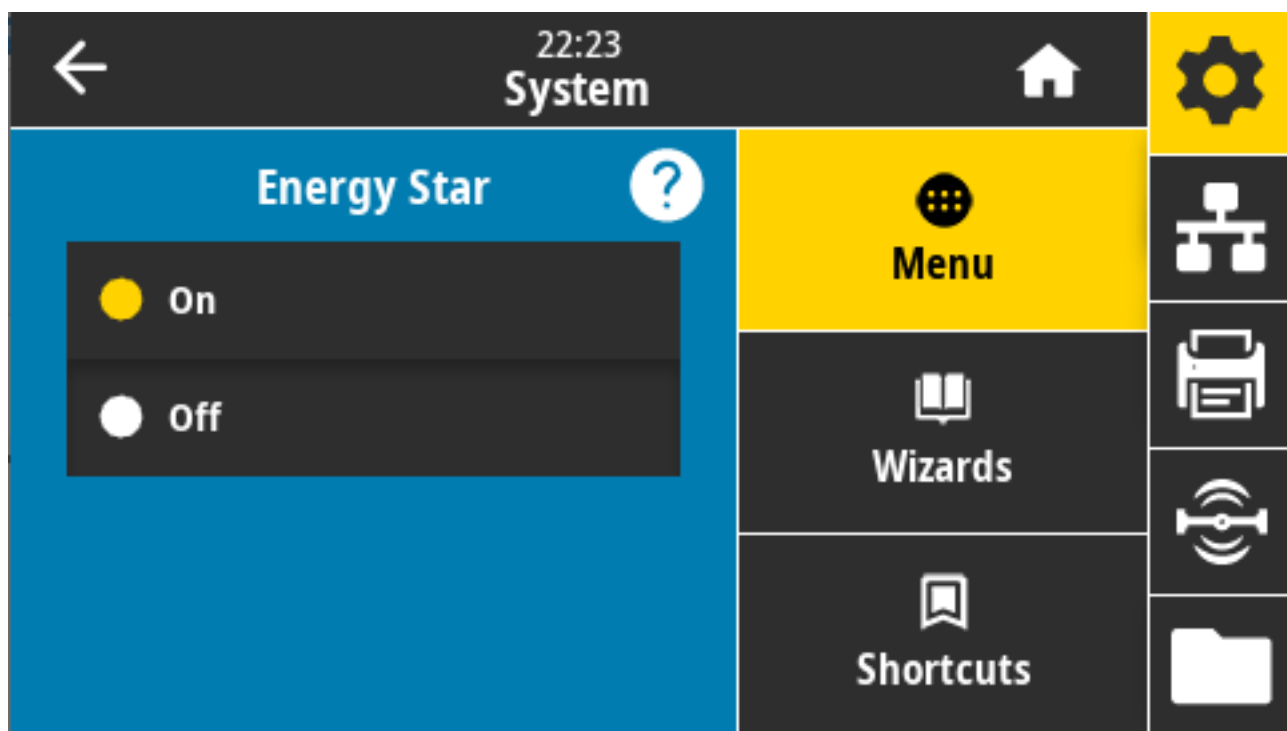 22:23
System
Energy Star
?
On
Off
Menu
Wizards
Shortcuts